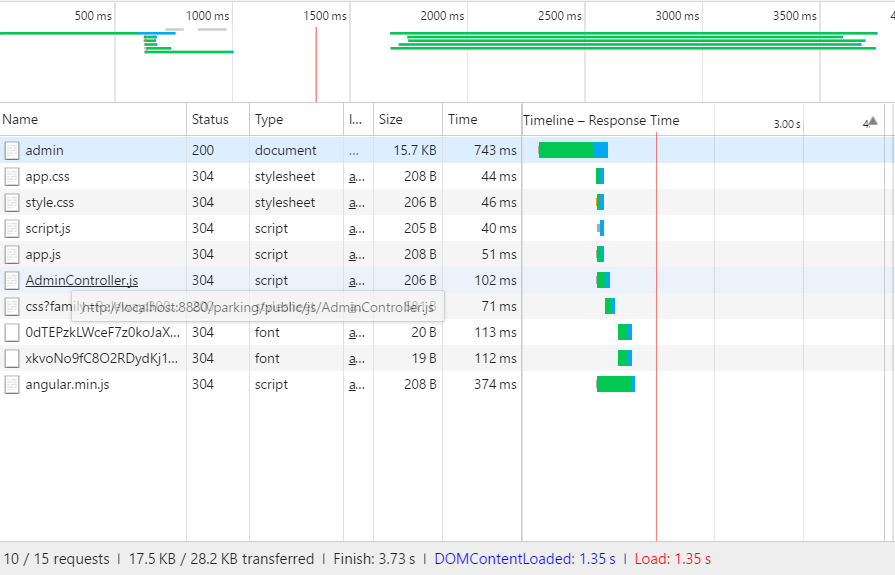 500 ms 1000 ms 1500 ms 2000 ms 2500 ms 3000 ms 3500 ms 4
Name Status Type I... Size Time Timeline – Response Time 3.00 s 4.
admin 200 document ... 15.7 KB 743 ms
app.css 304 stylesheet a... 208 B 44 ms
style.css 304 stylesheet a... 206 B 46 ms
script.js 304 script a... 205 B 40 ms
app.js 304 script a... 208 B 51 ms
AdminController.js 304 script a... 206 B 102 ms
css?family 71 ms
http://localhost:8880/parking/public/js/AdminController.js
0dTEPzkLWceF7z0koJaX... 304 font a... 20 B 113 ms
xkvoNo9fC8O2RDydKj1... 304 font a... 19 B 112 ms
angular.min.js 304 script a... 208 B 374 ms
10 / 15 requests | 17.5 KB / 28.2 KB transferred | Finish: 3.73 s | DOMContentLoaded: 1.35 s | Load: 1.35 s